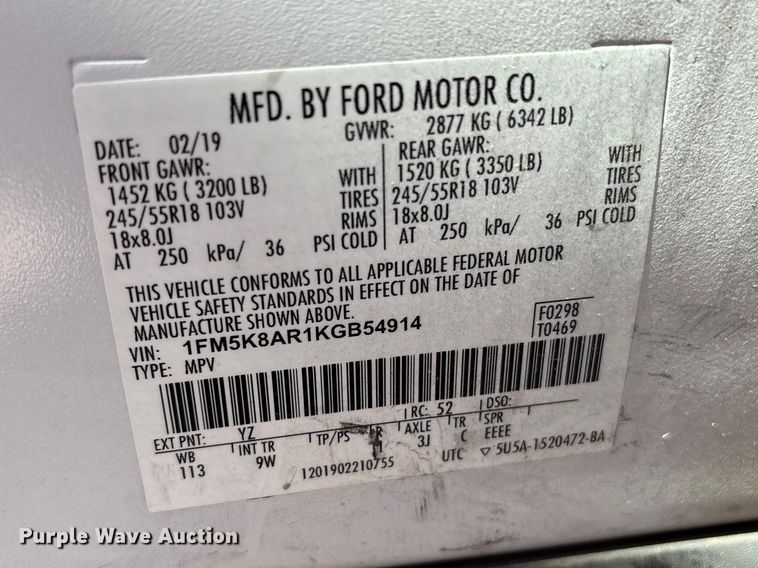 MFD. BY FORD MOTOR CO.
DATE: 02/19 GVWR: 2877 KG ( 6342 LB)
FRONT GAWR: REAR GAWR:
1452 KG ( 3200 LB) WITH 1520 KG ( 3350 LB) WITH
245/55R18 103V TIRES 245/55R18 103V TIRES
18x8.0J RIMS 18x8.0J RIMS
AT 250 kPa/ 36 PSI COLD AT 250 kPa/ 36 PSI COLD
THIS VEHICLE CONFORMS TO ALL APPLICABLE FEDERAL MOTOR
VEHICLE SAFETY STANDARDS IN EFFECT ON THE DATE OF
MANUFACTURE SHOWN ABOVE.
VIN: 1FM5K8AR1KGB54914 F0298
TYPE: MPV T0469
EXT PNT: YZ RC: 52 DSO:
WB INT TR TP/PS R AXLE TR SPR
113 9W 3J C EEEE
1201902210755 UTC ▽ 5U5A-1520472-BA
Purple Wave Auction